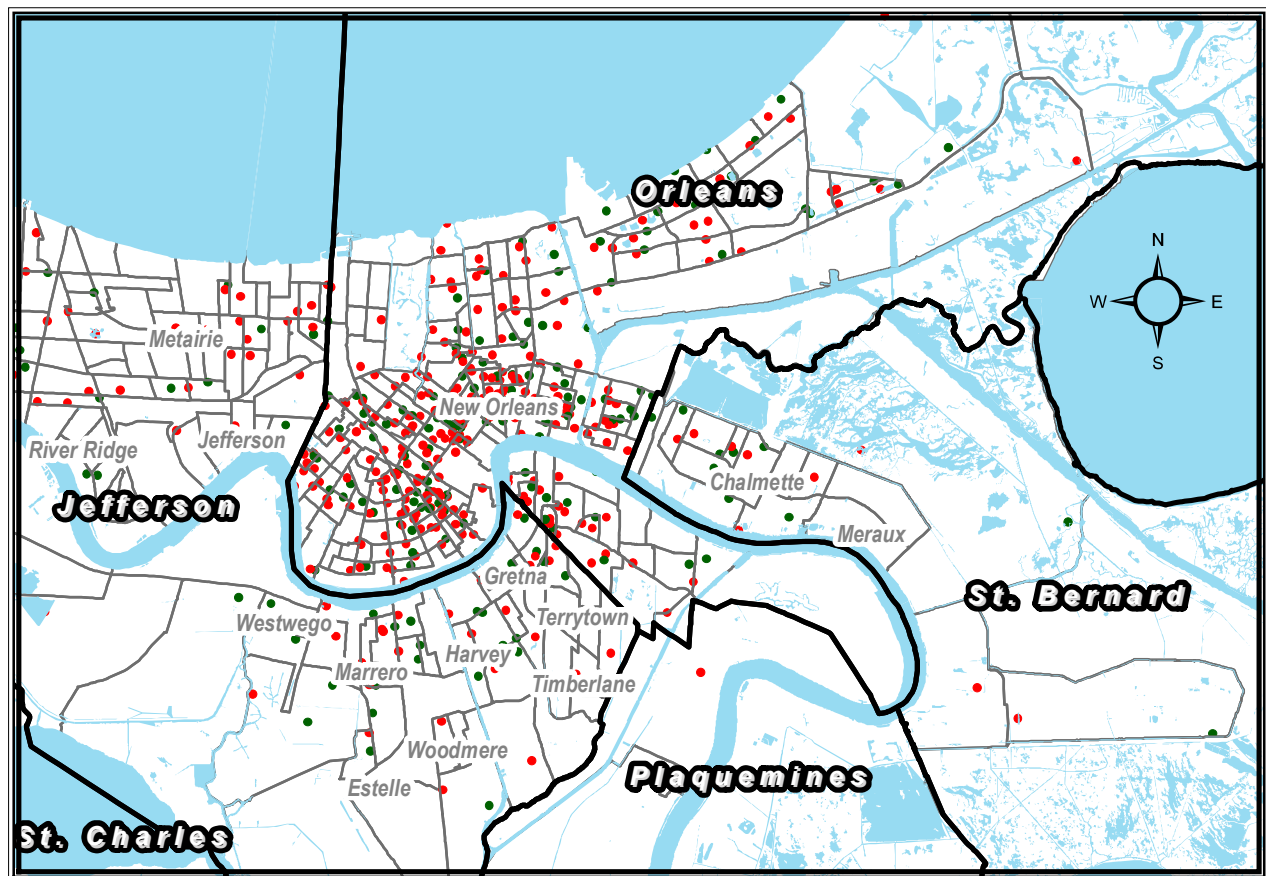 Orleans
N
W
E
S
Metairie
New Orleans
Jefferson
River Ridge
Chalmette
Jefferson
Meraux
Gretna
St. Bernard
Westwego
Terrytown
Harvey
Marrero
Timberlane
Woodmere
Plaquemines
Estelle
St. Charles